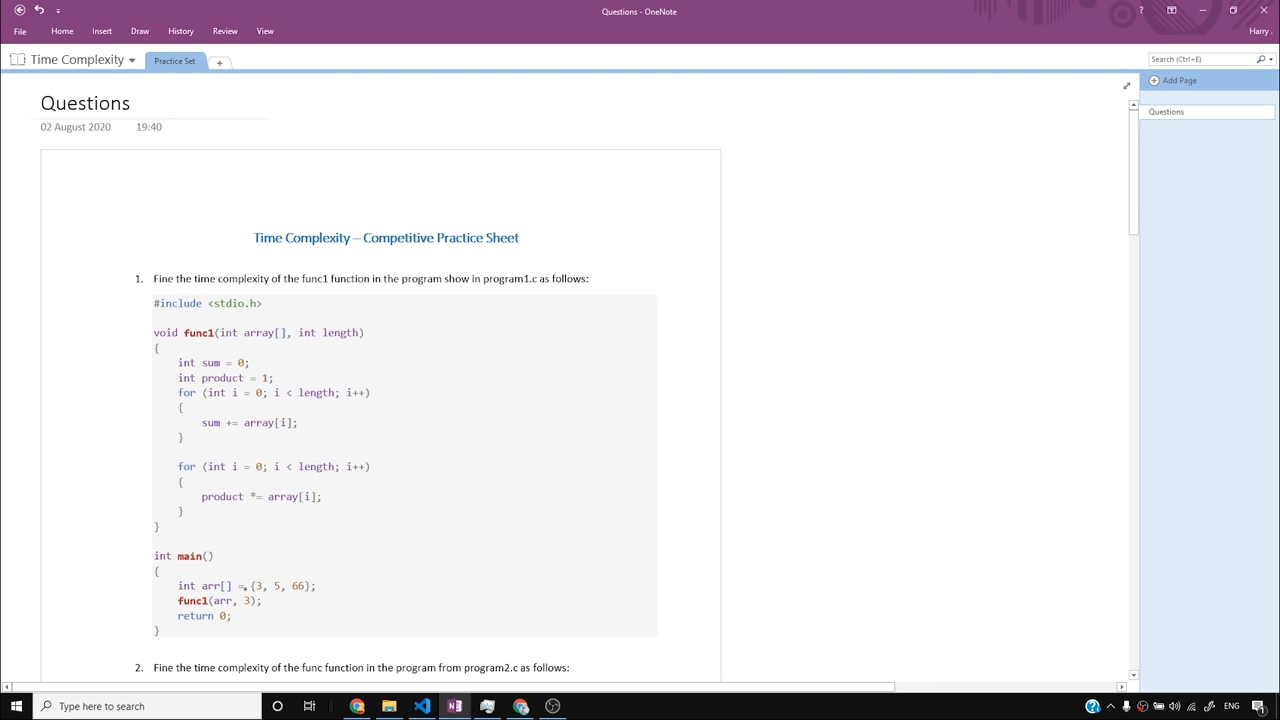 Questions - OneNote
?
File
Home
Insert
Draw
History
Review
View
Harry .
Time Complexity
Practice Set
+
Search (Ctrl+E)
Add Page
Questions
Questions
02 August 2020
19:40
Time Complexity – Competitive Practice Sheet
1. Fine the time complexity of the func1 function in the program show in program1.c as follows:
#include <stdio.h>
void func1(int array[], int length)
{
int sum = 0;
int product = 1;
for (int i = 0; i < length; i++)
{
sum += array[i];
}
for (int i = 0; i < length; i++)
{
product *= array[i];
}
}
int main()
{
int arr[] = {3, 5, 66};
func1(arr, 3);
return 0;
}
2. Fine the time complexity of the func function in the program from program2.c as follows:
Type here to search
ENG